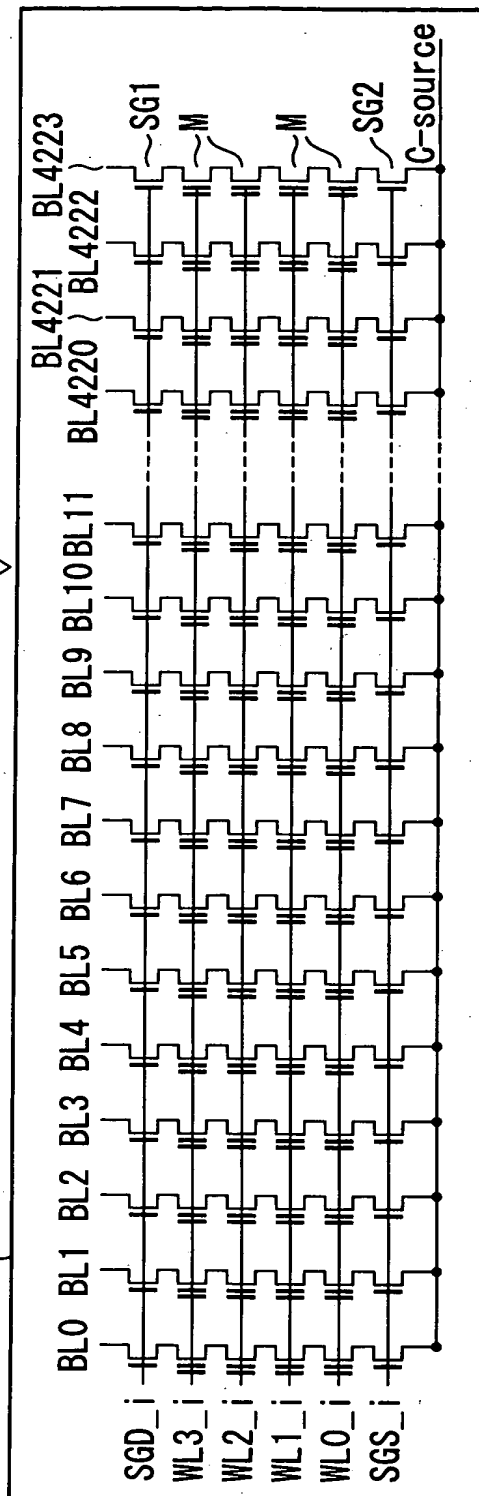 BL0 BL1 BL2 BL3 BL4 BL5 BL6 BL7 BL8 BL9 BL10 BL11 BL4220 BL4221 BL4222 BL4223
SGD_i
WL3_i
WL2_i
WL1_i
WL0_i
SGS_i
SG1
M
M
SG2
C-source